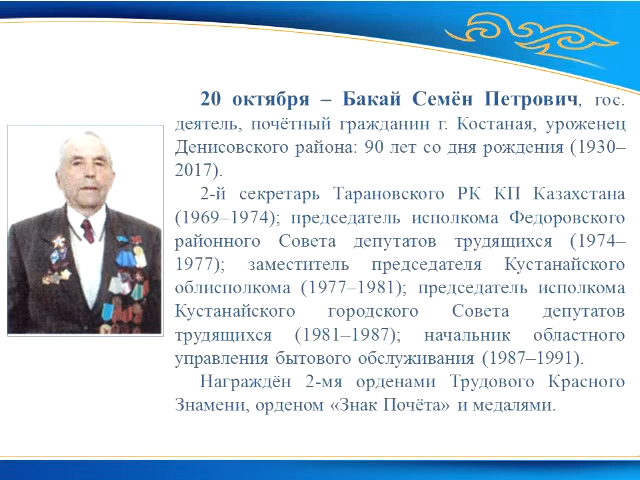 20 октября – Бакай Семён Петрович, гос.
деятель, почётный гражданин г. Костаная, уроженец
Денисовского района: 90 лет со дня рождения (1930–
2017).
2-й секретарь Тарановского РК КП Казахстана
(1969–1974); председатель исполкома Федоровского
районного Совета депутатов трудящихся (1974–
1977); заместитель председателя Кустанайского
облисполкома (1977–1981); председатель исполкома
Кустанайского городского Совета депутатов
трудящихся (1981–1987); начальник областного
управления бытового обслуживания (1987–1991).
Награждён 2-мя орденами Трудового Красного
Знамени, орденом «Знак Почёта» и медалями.